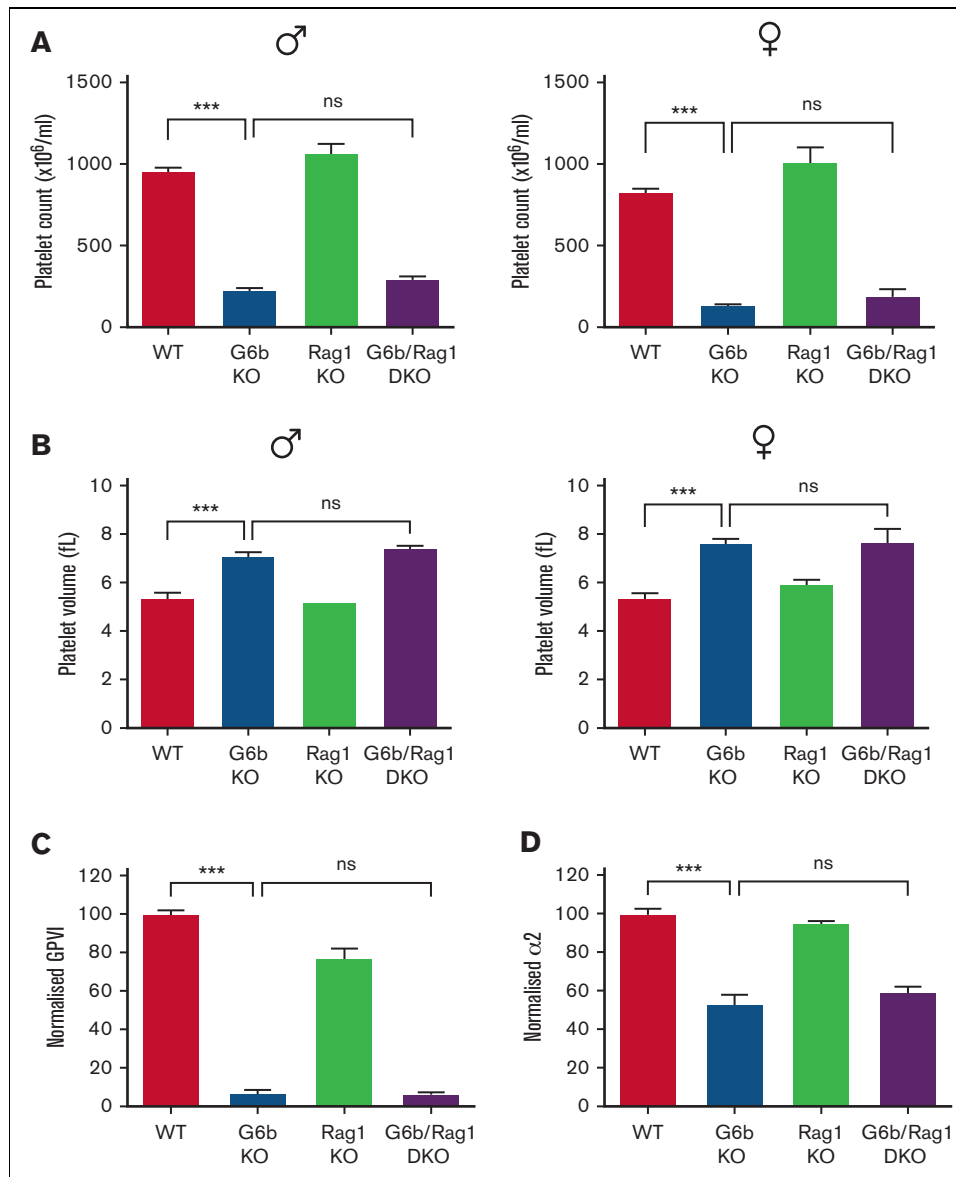 A
♂
♀
Platelet count (x10⁶/ml)
1500
1000
500
0
***
ns
WT
G6b
KO
Rag1
KO
G6b/Rag1
DKO
Platelet count (x10⁶/ml)
1500
1000
500
0
***
ns
WT
G6b
KO
Rag1
KO
G6b/Rag1
DKO
B
♂
♀
Platelet volume (fL)
10
8
6
4
2
0
***
ns
WT
G6b
KO
Rag1
KO
G6b/Rag1
DKO
Platelet volume (fL)
10
8
6
4
2
0
***
ns
WT
G6b
KO
Rag1
KO
G6b/Rag1
DKO
C
Normalised GPVI
120
100
80
60
40
20
0
***
ns
WT
G6b
KO
Rag1
KO
G6b/Rag1
DKO
D
Normalised α2
120
100
80
60
40
20
0
***
ns
WT
G6b
KO
Rag1
KO
G6b/Rag1
DKO